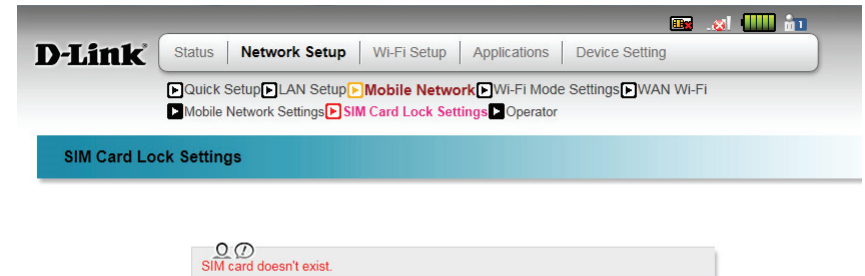 D-Link
Status Network Setup Wi-Fi Setup Applications Device Setting
Quick Setup LAN Setup Mobile Network Wi-Fi Mode Settings WAN Wi-Fi
Mobile Network Settings SIM Card Lock Settings Operator
SIM Card Lock Settings
SIM card doesn't exist.